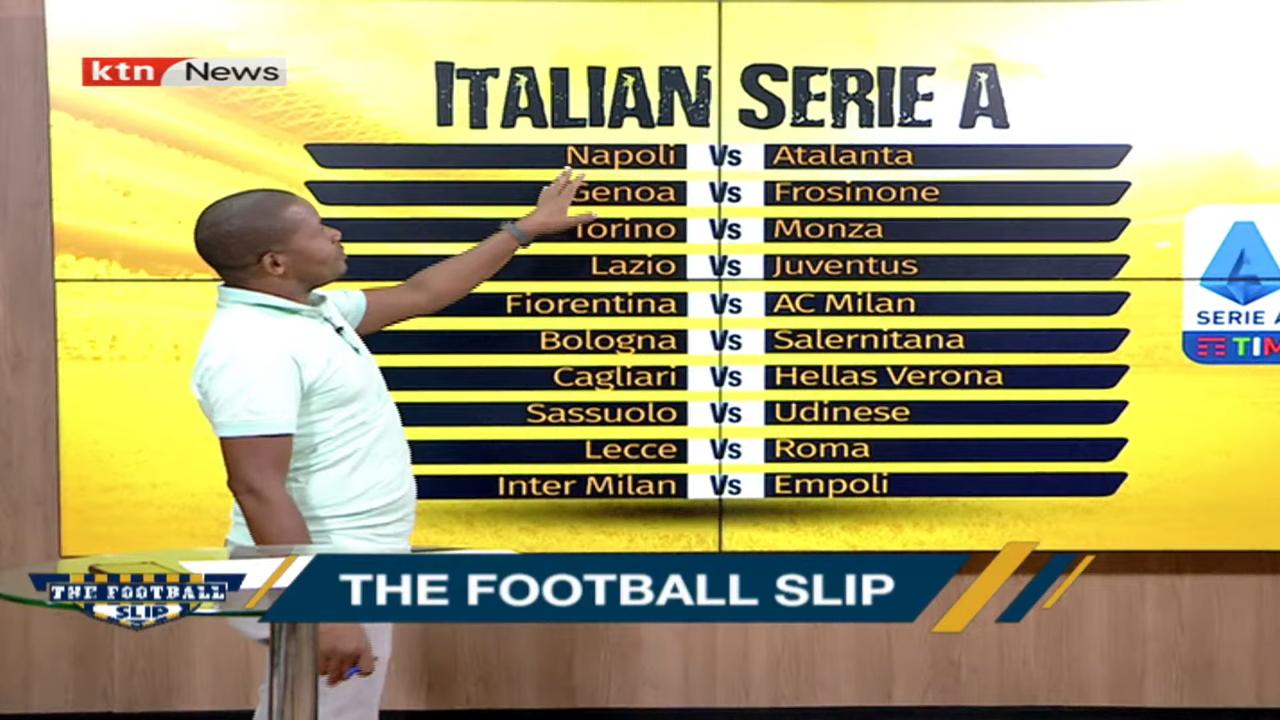 ktn News
ITALIAN SERIE A
Napoli Vs Atalanta
Genoa Vs Frosinone
Torino Vs Monza
Lazio Vs Juventus
Fiorentina Vs AC Milan
Bologna Vs Salernitana
Cagliari Vs Hellas Verona
Sassuolo Vs Udinese
Lecce Vs Roma
Inter Milan Vs Empoli
SERIE A
TIM
THE FOOTBALL SLIP
THE FOOTBALL
SLIP